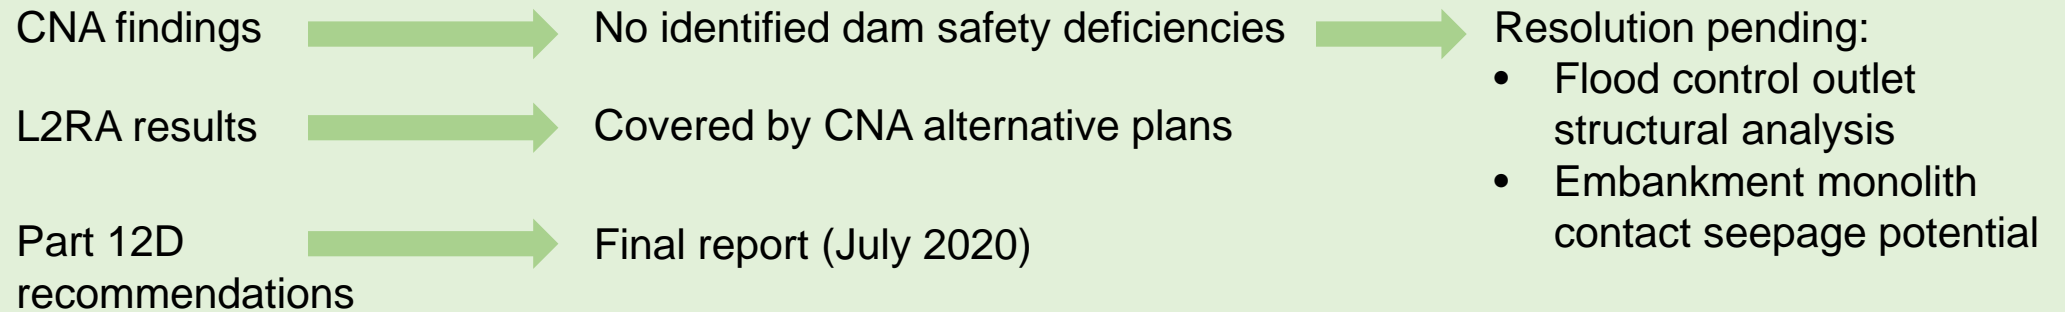 CNA findings
No identified dam safety deficiencies
Resolution pending:
• Flood control outlet
structural analysis
• Embankment monolith
contact seepage potential
L2RA results
Covered by CNA alternative plans
Part 12D
recommendations
Final report (July 2020)